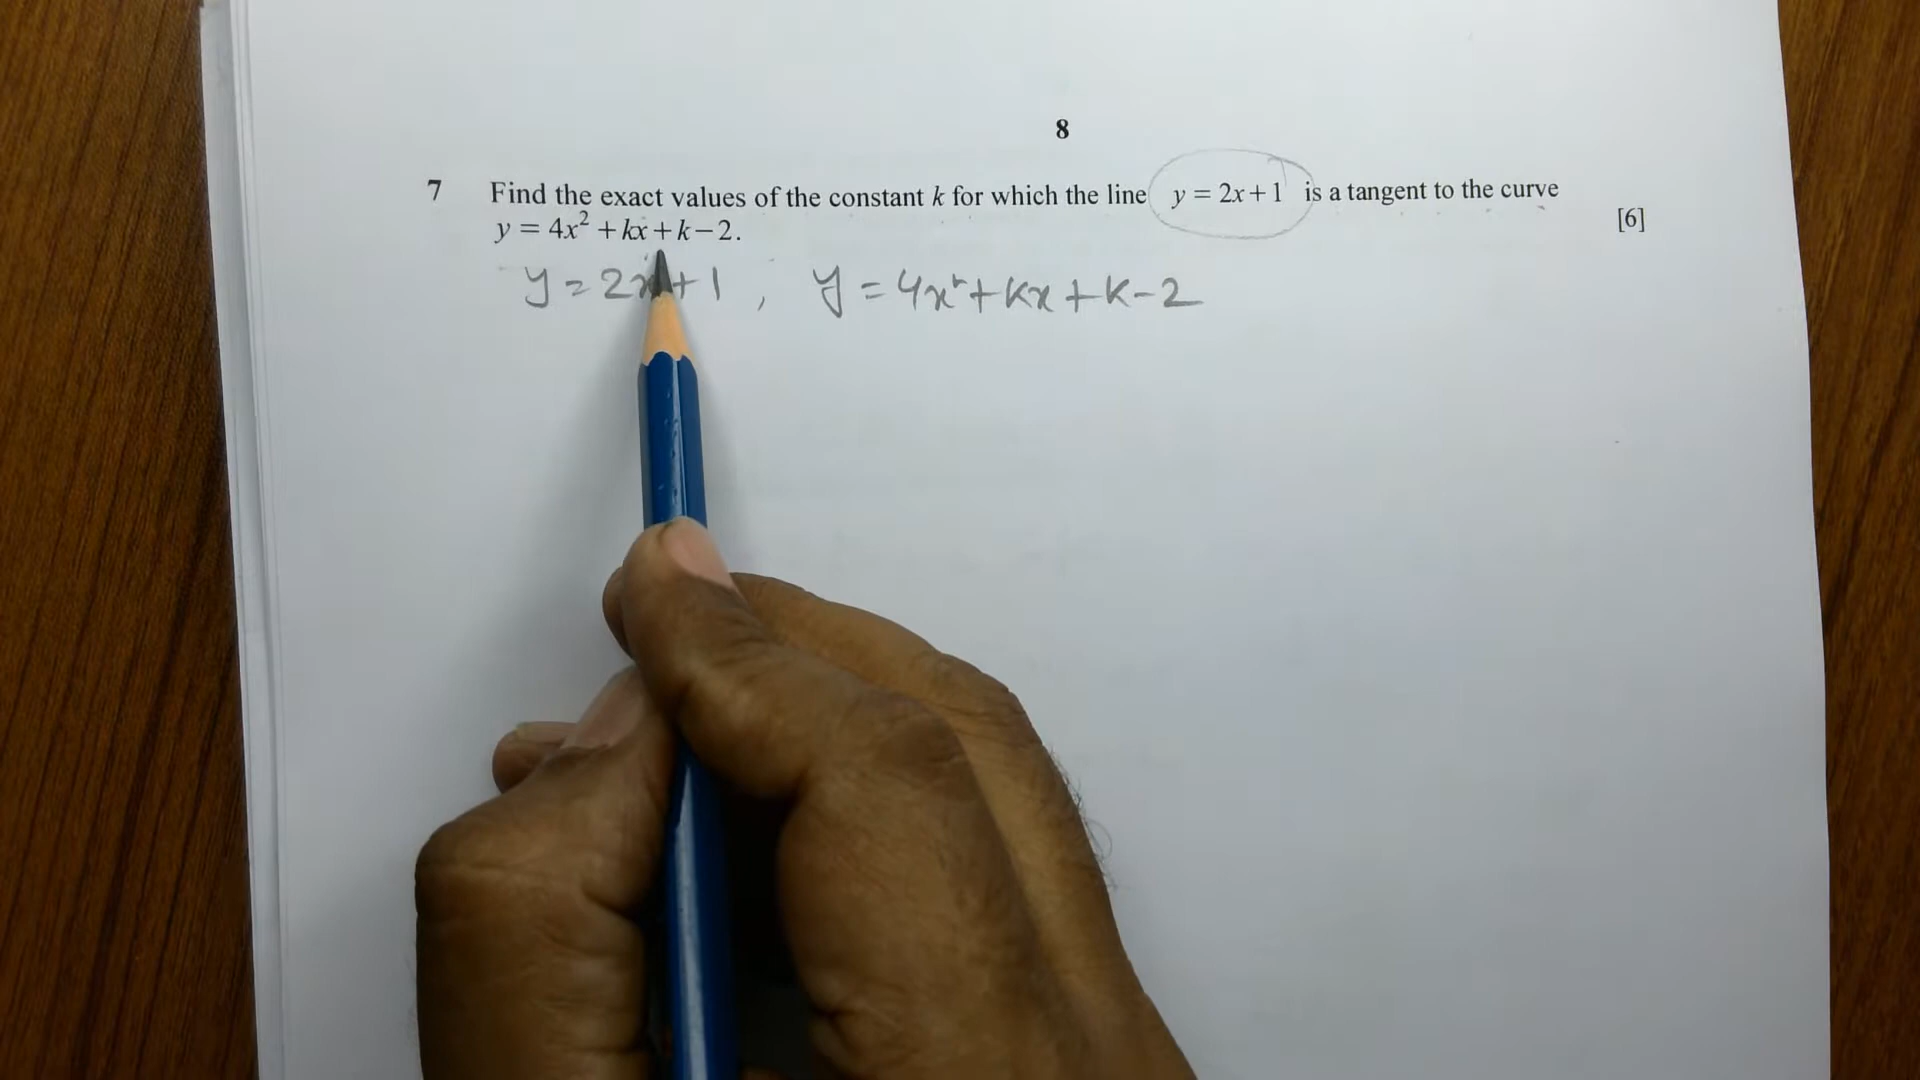 8
7 Find the exact values of the constant k for which the line y = 2x + 1 is a tangent to the curve
y = 4x² + kx + k − 2. [6]
y = 2x + 1 , y = 4x² + kx + k − 2